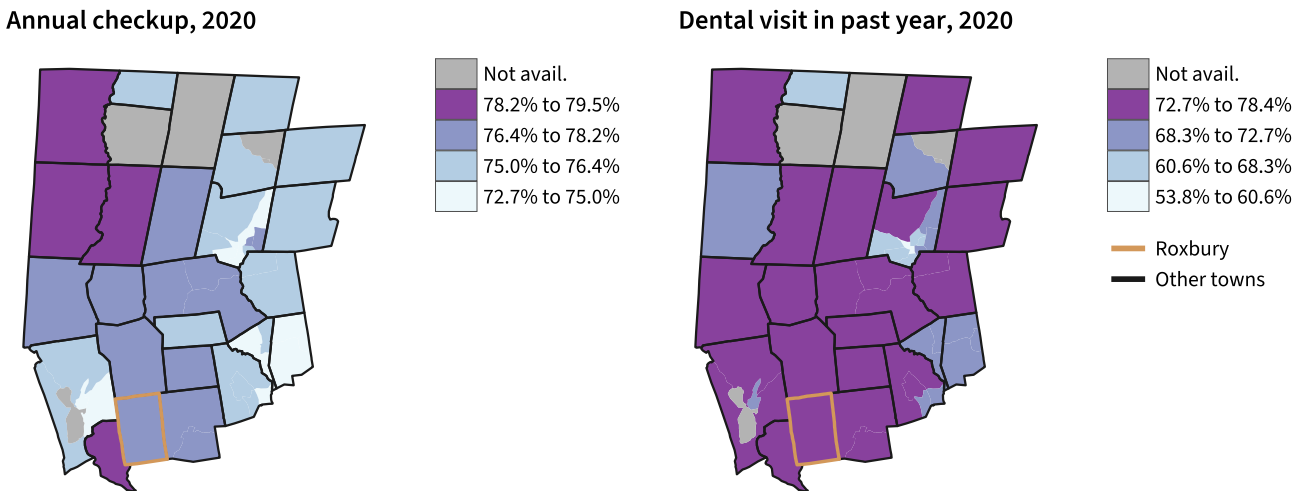 Annual checkup, 2020
Not avail.
78.2% to 79.5%
76.4% to 78.2%
75.0% to 76.4%
72.7% to 75.0%
Dental visit in past year, 2020
Not avail.
72.7% to 78.4%
68.3% to 72.7%
60.6% to 68.3%
53.8% to 60.6%
Roxbury
Other towns